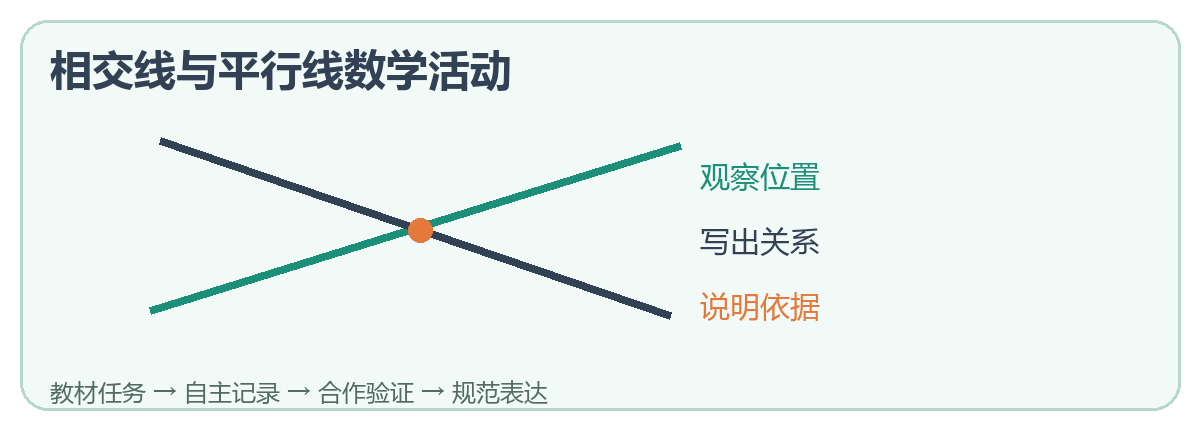 相交线与平行线数学活动
观察位置
写出关系
说明依据
教材任务 → 自主记录 → 合作验证 → 规范表达